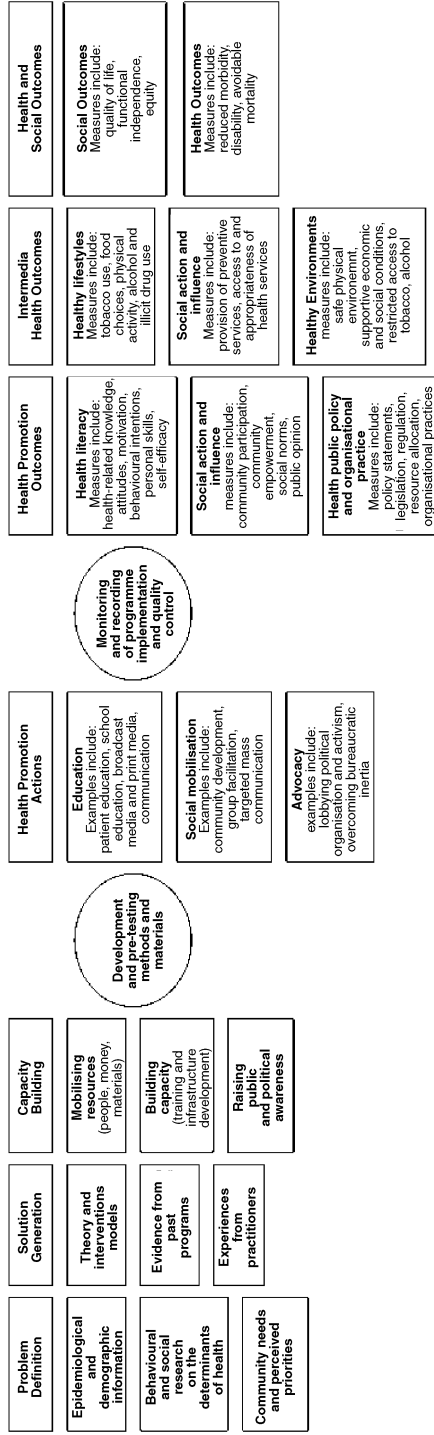 Problem
Definition
Epidemiological
and
demographic
information
Behavioural
and social
research
on the
determinants
of health
Community needs
and perceived
priorities
Solution
Generation
Theory and
interventions
models
Evidence from
past
programs
Experiences
from
practitioners
Capacity
Building
Mobilising
resources
(people, money,
materials)
Building
capacity
(training and
infrastructure
development)
Raising
public
and political
awareness
Development
and pre-testing
methods and
materials
Health Promotion
Actions
Education
Examples include:
patient education, school
education, broadcast
media and print media,
communication
Social mobilisation
Examples include:
community development,
group facilitation,
targeted mass
communication
Advocacy
examples include:
lobbying political
organisation and activism,
overcoming bureaucratic
inertia
Monitoring
and recording
of programme
implementation
and quality
control
Health Promotion
Outcomes
Health literacy
Measures include:
health-related knowledge,
attitudes, motivation,
behavioural intentions,
personal skills,
self-efficacy
Social action and
influence
measures include:
community participation,
community
empowerment,
social norms,
public opinion
Health public policy
and organisational
practice
Measures include:
policy statements,
legislation, regulation,
resource allocation,
organisational practices
Intermedia
Health Outcomes
Healthy lifestyles
Measures include:
tobacco use, food
choices, physical
activity, alcohol and
illicit drug use
Social action and
influence
Measures include:
provision of preventive
services, access to and
appropriateness of
health services
Healthy Environments
measures include:
safe physical
environemnt,
supportive economic
and social conditions,
restricted access to
tobacco, alcohol
Health and
Social Outcomes
Social Outcomes
Measures include:
quality of life,
functional
independence,
equity
Health Outcomes
Measures include:
reduced morbidity,
disability, avoidable
mortality